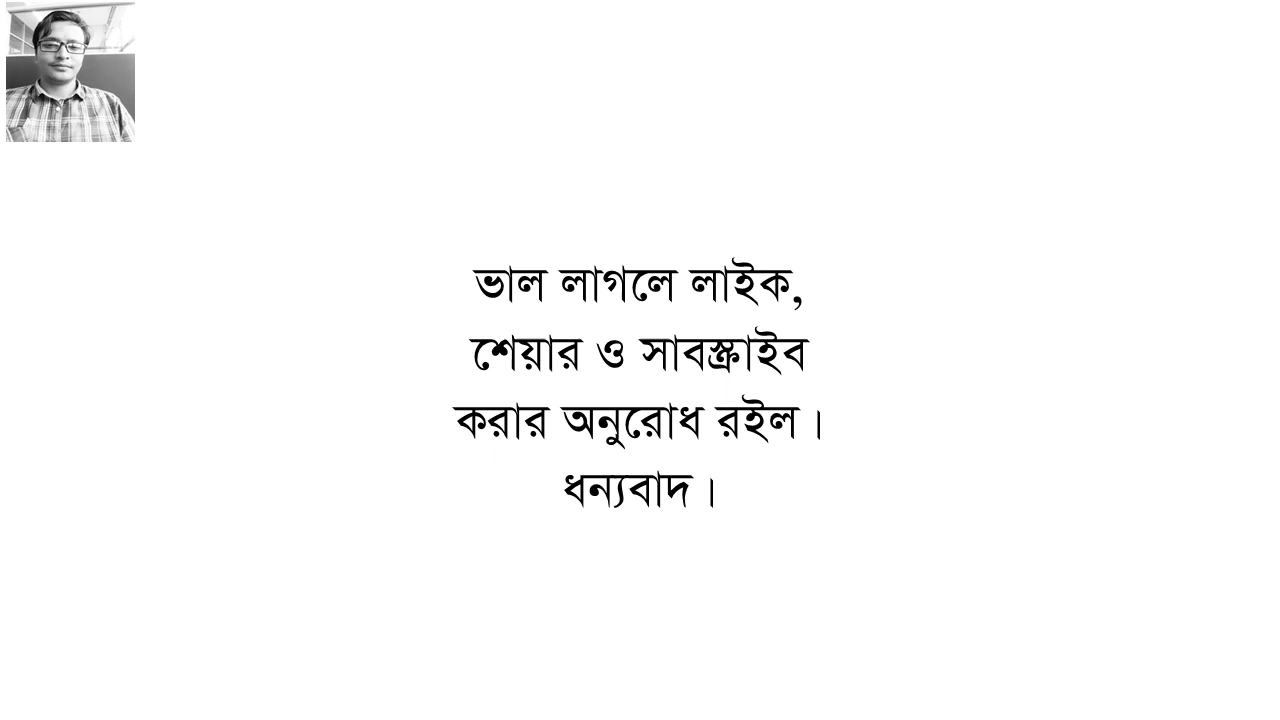 ভাল লাগলে লাইক,
শেয়ার ও সাবস্ক্রাইব
করার অনুরোধ রইল।
ধন্যবাদ।